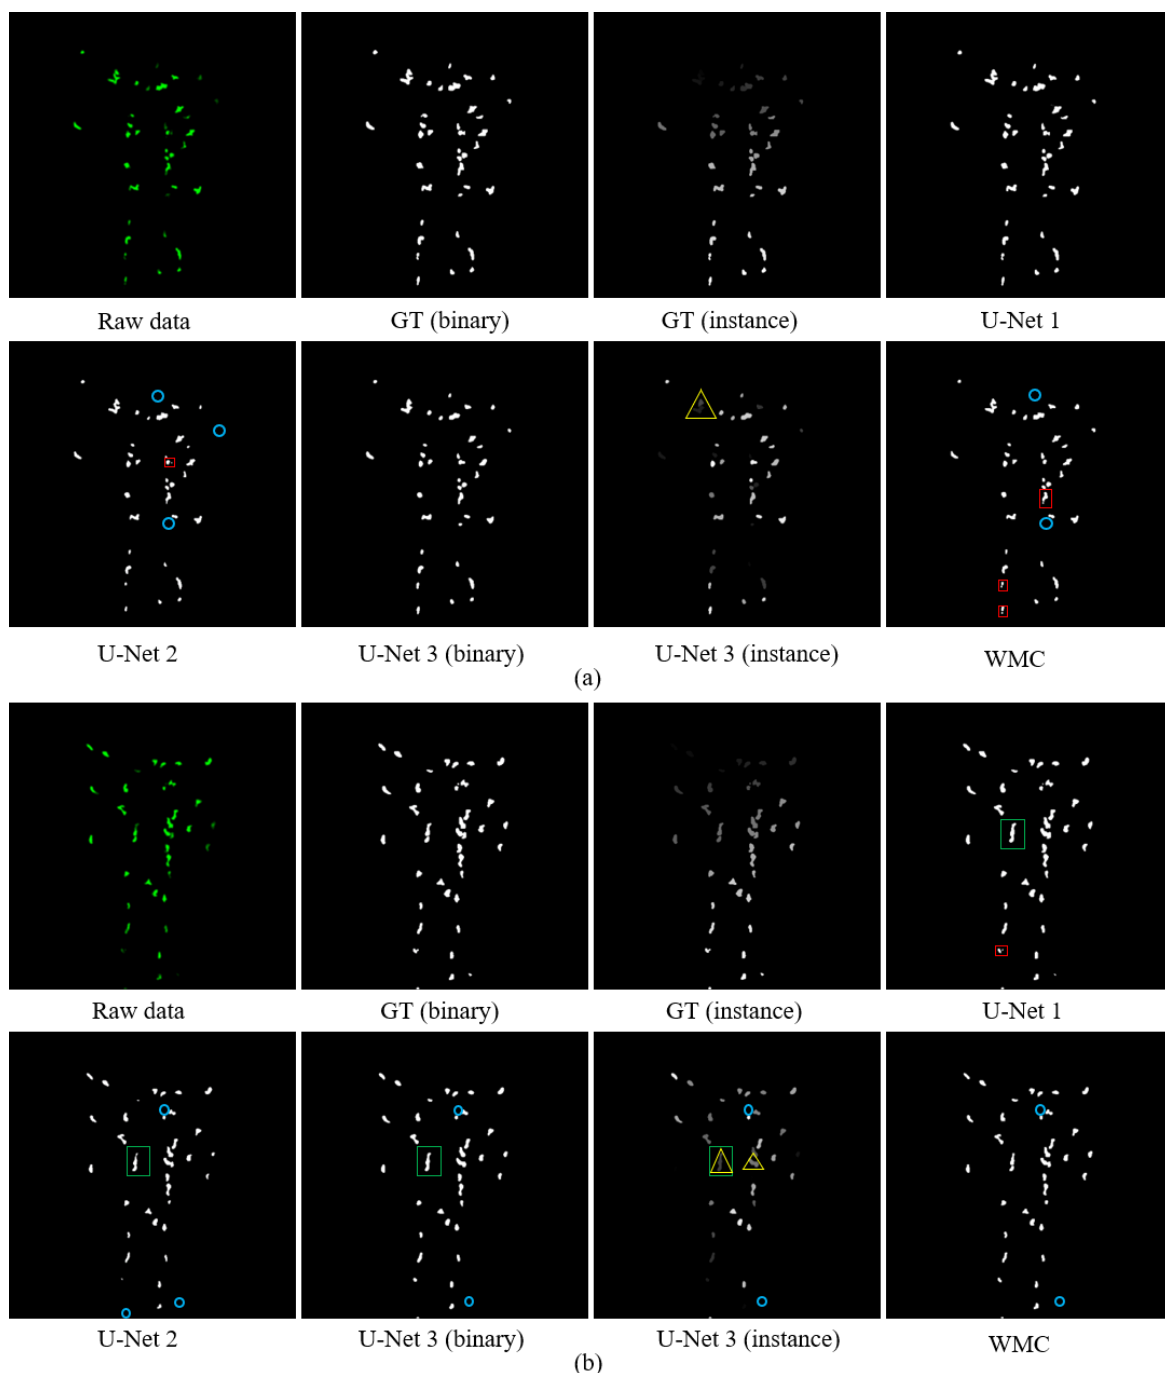 Raw data GT (binary) GT (instance) U-Net 1
U-Net 2 U-Net 3 (binary) U-Net 3 (instance) WMC
(a)
Raw data GT (binary) GT (instance) U-Net 1
U-Net 2 U-Net 3 (binary) U-Net 3 (instance) WMC
(b)